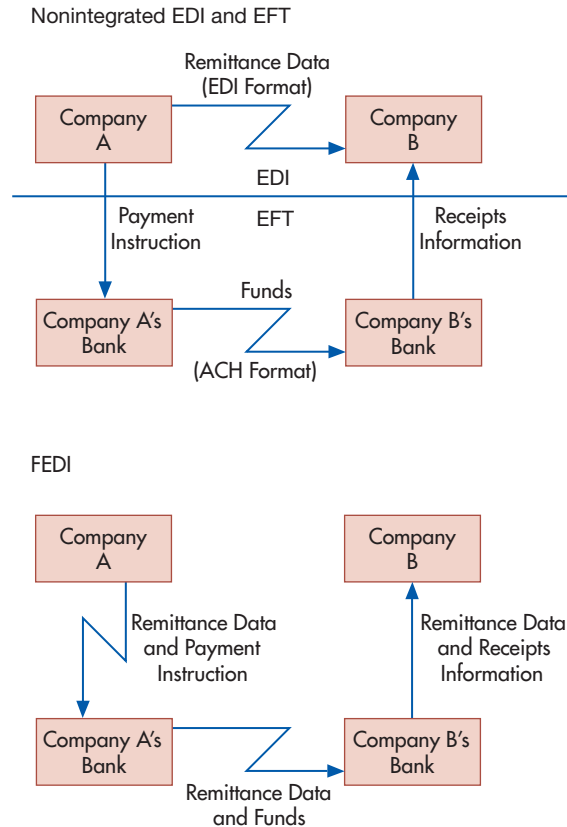 Nonintegrated EDI and EFT
Remittance Data
(EDI Format)
Company
A
Company
B
EDI
EFT
Payment
Instruction
Receipts
Information
Funds
Company A's
Bank
Company B's
Bank
(ACH Format)
FEDI
Company
A
Company
B
Remittance Data
and Payment
Instruction
Remittance Data
and Receipts
Information
Company A's
Bank
Company B's
Bank
Remittance Data
and Funds